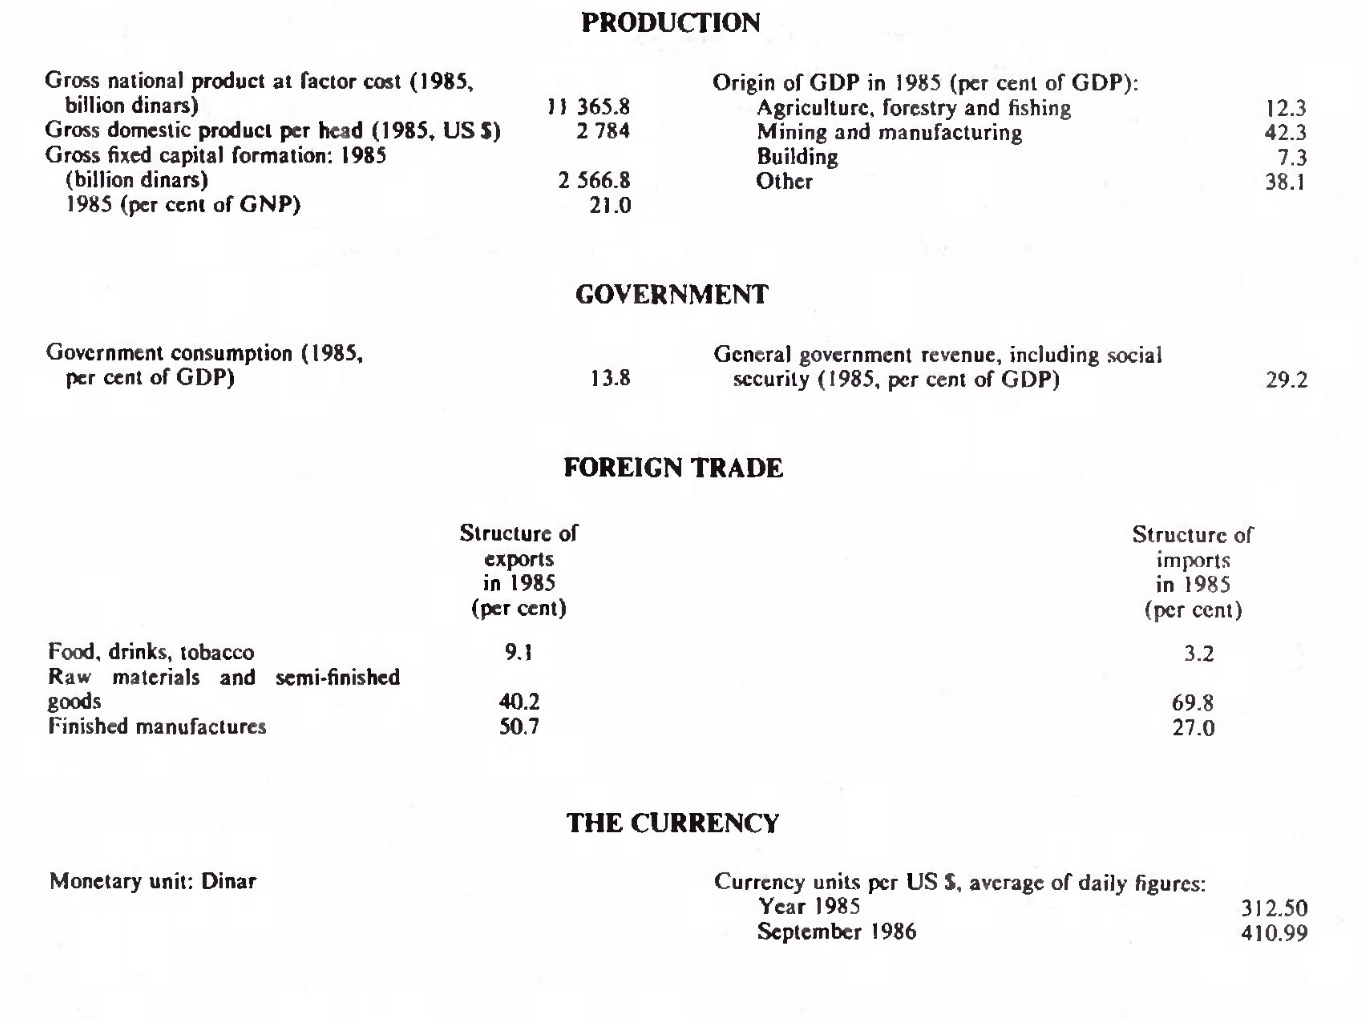 PRODUCTION
Gross national product at factor cost (1985,
billion dinars) 11 365.8
Gross domestic product per head (1985, US $) 2 784
Gross fixed capital formation: 1985
(billion dinars) 2 566.8
1985 (per cent of GNP) 21.0
Origin of GDP in 1985 (per cent of GDP):
Agriculture, forestry and fishing 12.3
Mining and manufacturing 42.3
Building 7.3
Other 38.1
GOVERNMENT
Government consumption (1985,
per cent of GDP) 13.8
General government revenue, including social
security (1985, per cent of GDP) 29.2
FOREIGN TRADE
Structure of
exports
in 1985
(per cent)
Structure of
imports
in 1985
(per cent)
Food, drinks, tobacco 9.1 3.2
Raw materials and semi-finished
goods 40.2 69.8
Finished manufactures 50.7 27.0
THE CURRENCY
Monetary unit: Dinar
Currency units per US $, average of daily figures:
Year 1985 312.50
September 1986 410.99